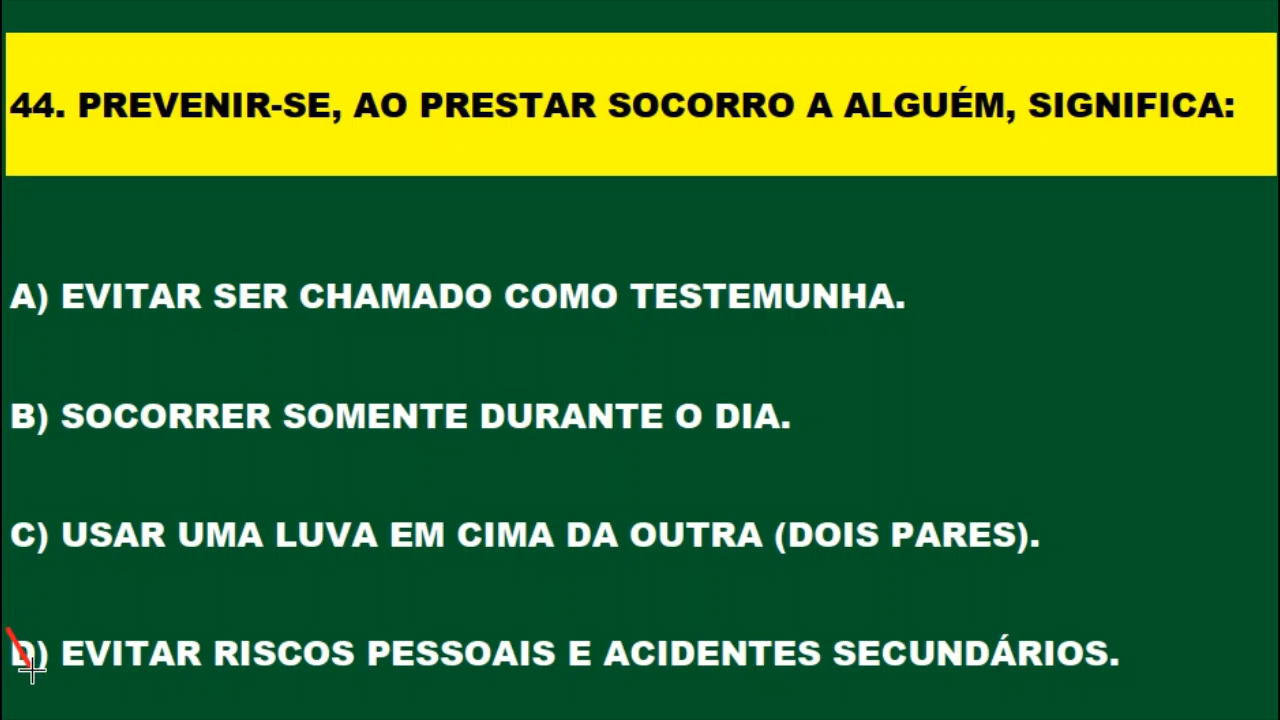 44. PREVENIR-SE, AO PRESTAR SOCORRO A ALGUÉM, SIGNIFICA:
A) EVITAR SER CHAMADO COMO TESTEMUNHA.
B) SOCORRER SOMENTE DURANTE O DIA.
C) USAR UMA LUVA EM CIMA DA OUTRA (DOIS PARES).
D) EVITAR RISCOS PESSOAIS E ACIDENTES SECUNDÁRIOS.